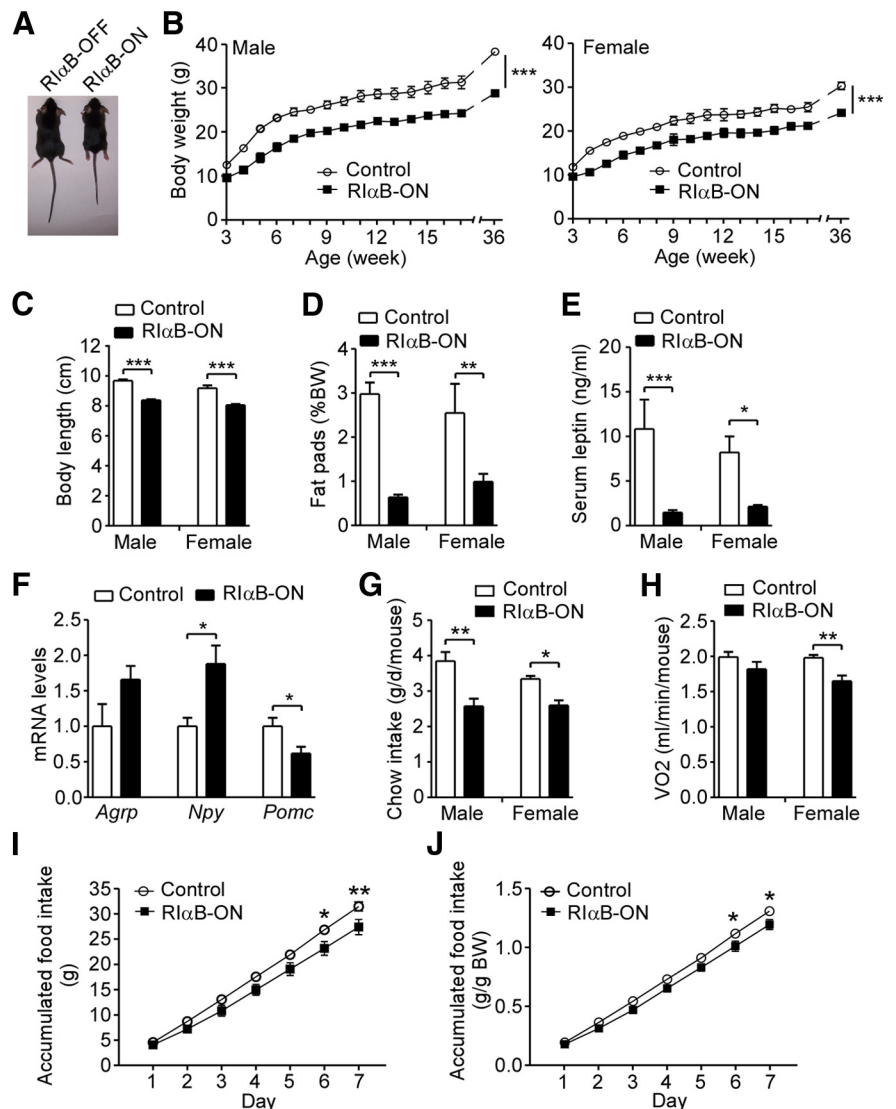 A
RIαB-OFF
RIαB-ON
B
Male
Body weight (g)
40
30
20
10
0
***
Control
RIαB-ON
3 6 9 12 15 36
Age (week)
Female
40
30
20
10
0
***
Control
RIαB-ON
3 6 9 12 15 36
Age (week)
C
Control
RIαB-ON
Body length (cm)
12
10
8
6
4
2
0
*** ***
Male Female
D
Control
RIαB-ON
Fat pads (%BW)
4
3
2
1
0
*** **
Male Female
E
Control
RIαB-ON
Serum leptin (ng/ml)
20
15
10
5
0
*** *
Male Female
F
Control RIαB-ON
mRNA levels
2.5
2.0
1.5
1.0
0.5
0.0
* *
Agrp Npy Pomc
G
Control
RIαB-ON
Chow intake (g/d/mouse)
5
4
3
2
1
0
** *
Male Female
H
Control
RIαB-ON
VO2 (ml/min/mouse)
2.5
2.0
1.5
1.0
0.5
0.0
**
Male Female
I
Control
RIαB-ON
Accumulated food intake
(g)
35
30
25
20
15
10
5
0
* **
1 2 3 4 5 6 7
Day
J
Control
RIαB-ON
Accumulated food intake
(g/g BW)
1.5
1.0
0.5
0.0
* *
1 2 3 4 5 6 7
Day